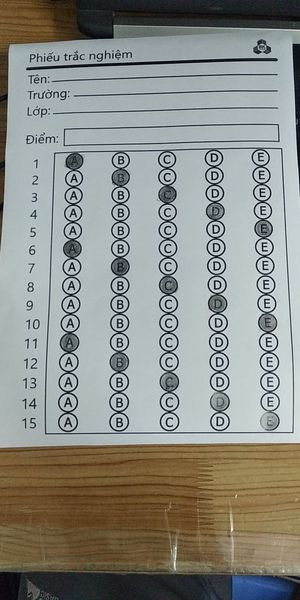 Phiếu trắc nghiệm
Tên:
Trường:
Lớp:
Điểm:
1 A B C D E
2 A B C D E
3 A B C D E
4 A B C D E
5 A B C D E
6 A B C D E
7 A B C D E
8 A B C D E
9 A B C D E
10 A B C D E
11 A B C D E
12 A B C D E
13 A B C D E
14 A B C D E
15 A B C D E